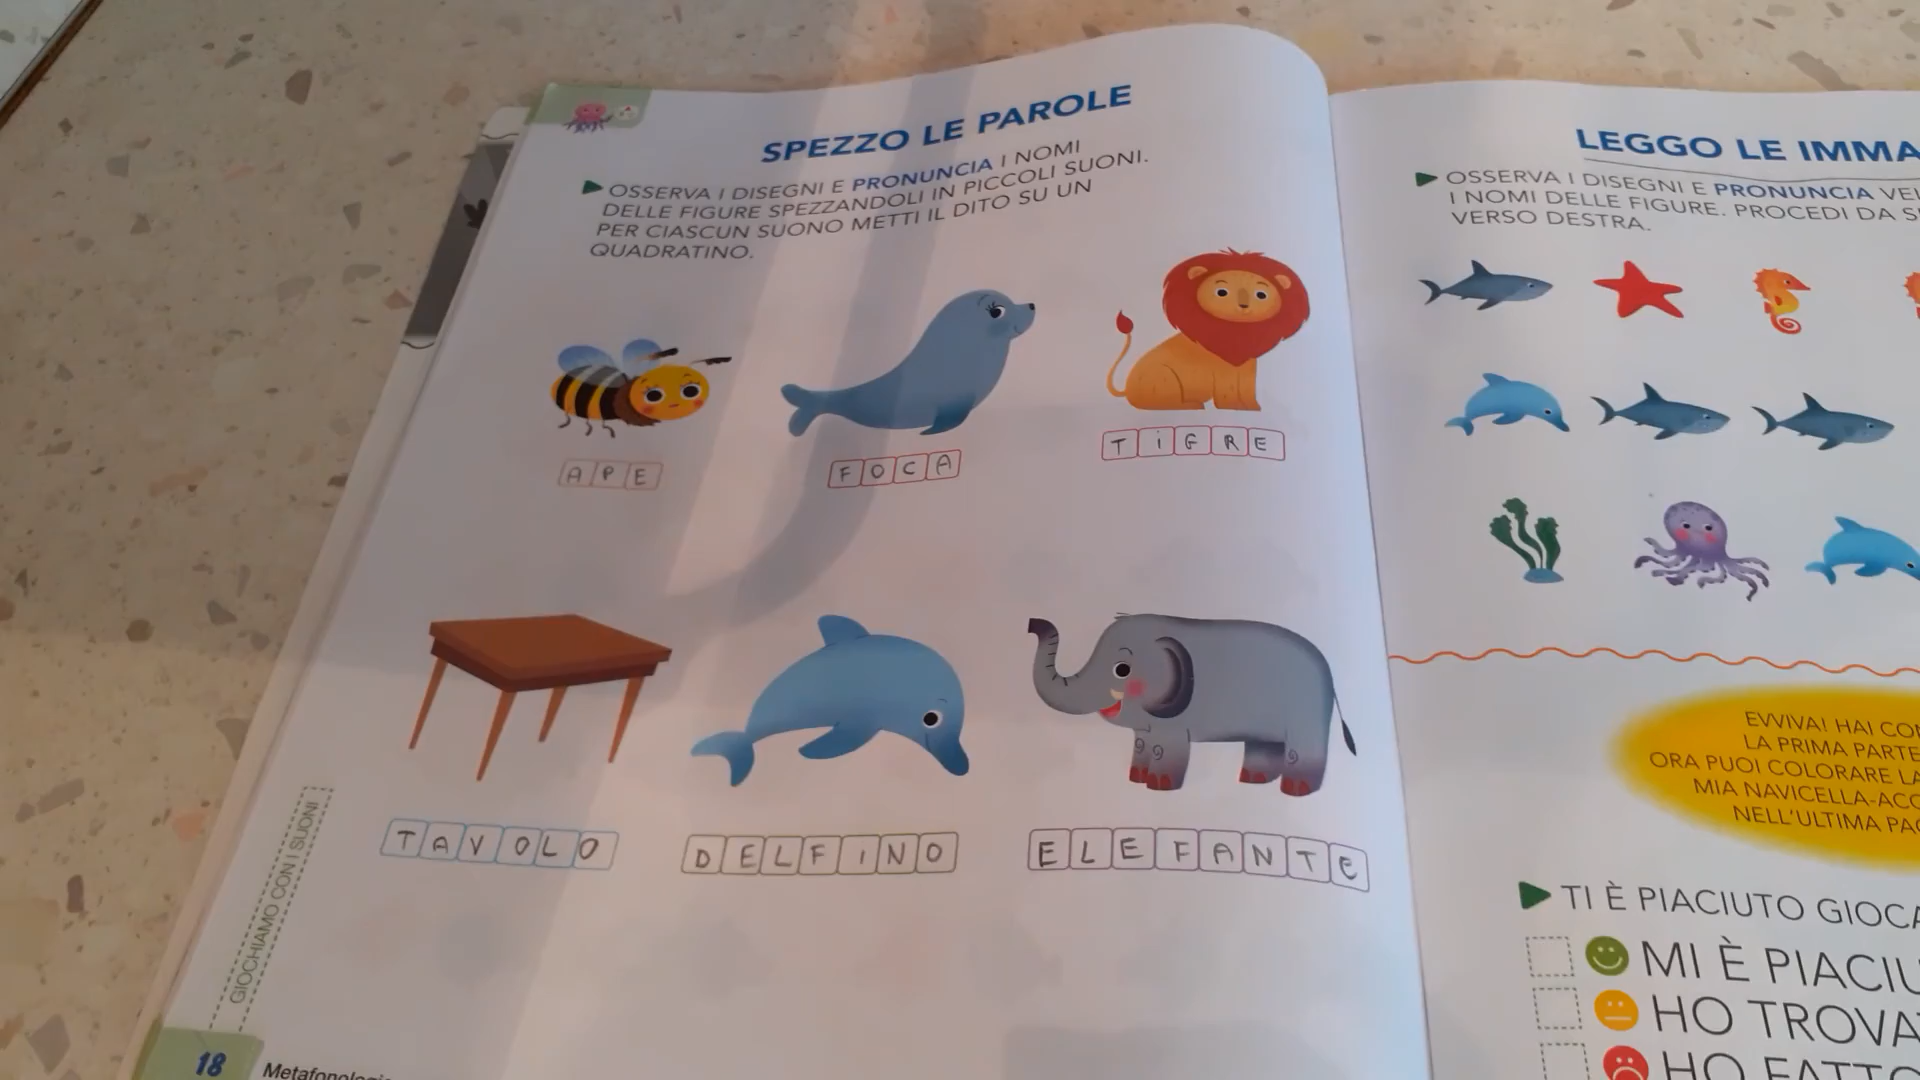 SPEZZO LE PAROLE
OSSERVA I DISEGNI E PRONUNCIA I NOMI
DELLE FIGURE SPEZZANDOLI IN PICCOLI SUONI.
PER CIASCUN SUONO METTI IL DITO SU UN
QUADRATINO.
APE
FOCA
TiGRE
TAVOLO
DELFINO
ELEFANTe
GIOCHIAMO CON I SUONI
18
LEGGO LE
OSSERVA I DISEGNI E PRONUNCIA
I NOMI DELLE FIGURE. PROCEDI DA
VERSO DESTRA.
EVVIVA! HAI
LA PRIMA PARTE
ORA PUOI COLORARE
MIA
NELL'ULTIMA
TI È PIACIUTO
MI È
HO
HO